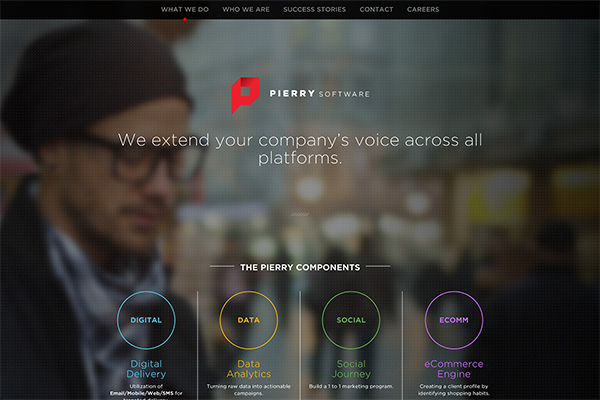 WHAT WE DO WHO WE ARE SUCCESS STORIES CONTACT CAREERS
PIERRY SOFTWARE
We extend your company's voice across all
platforms.
THE PIERRY COMPONENTS
DIGITAL DATA SOCIAL ECOMM
Digital
Delivery
Utilization of
Email/Mobile/Web/SMS for
Data
Analytics
Turning raw data into actionable
campaigns.
Social
Journey
Build a 1 to 1 marketing program.
eCommerce
Engine
Creating a client profile by
identifying shopping habits.